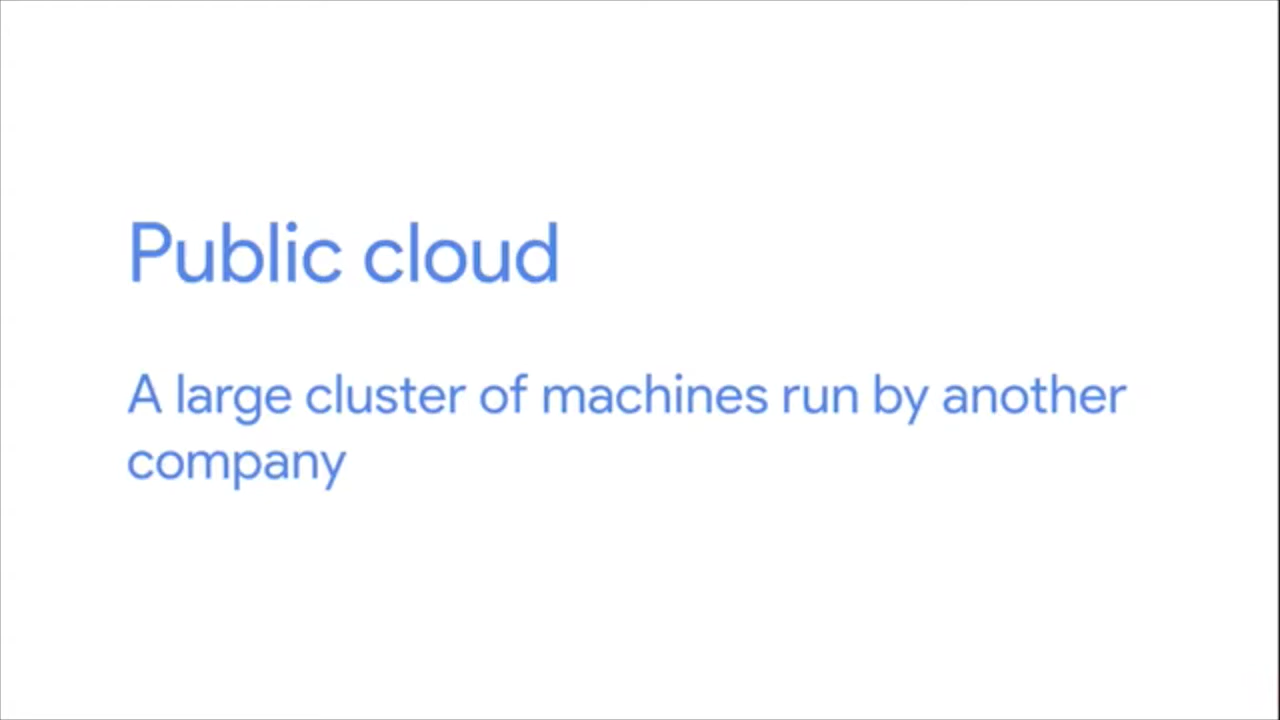 Public cloud
A large cluster of machines run by another
company